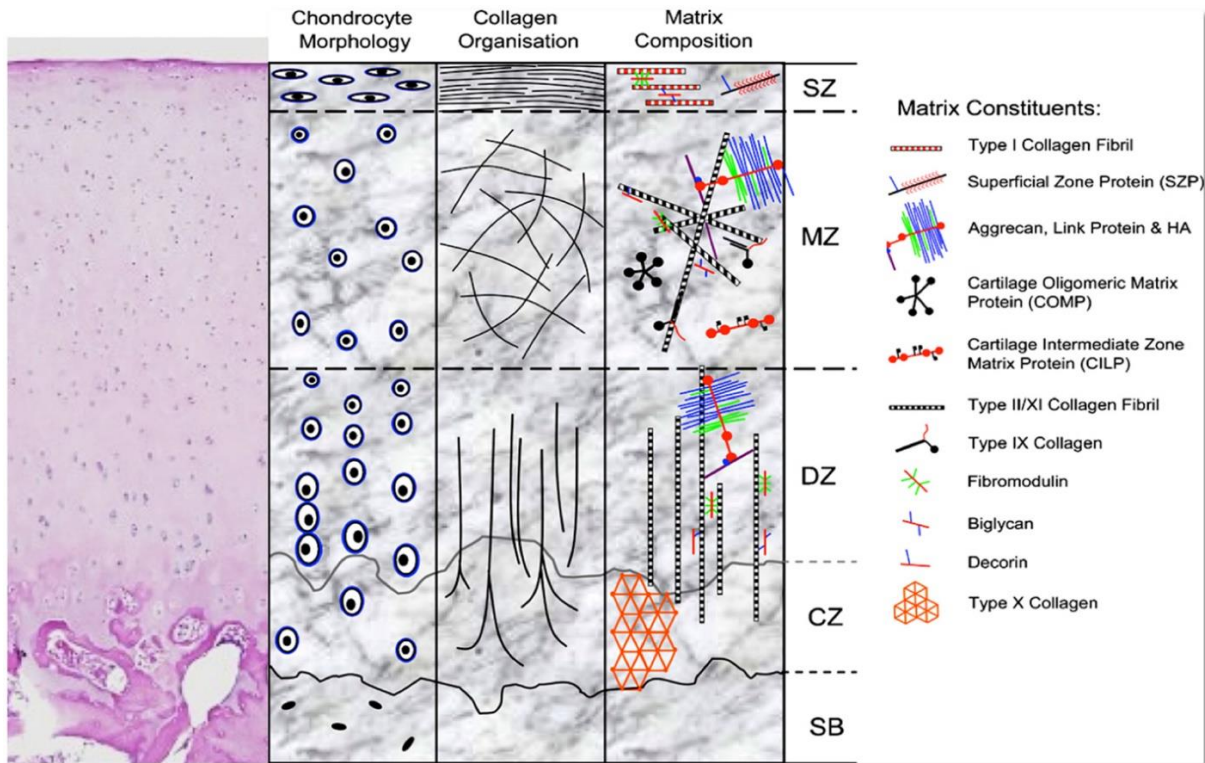 Chondrocyte
Morphology
Collagen
Organisation
Matrix
Composition
SZ
MZ
DZ
CZ
SB
Matrix Constituents:
Type I Collagen Fibril
Superficial Zone Protein (SZP)
Aggrecan, Link Protein & HA
Cartilage Oligomeric Matrix
Protein (COMP)
Cartilage Intermediate Zone
Matrix Protein (CILP)
Type II/XI Collagen Fibril
Type IX Collagen
Fibromodulin
Biglycan
Decorin
Type X Collagen